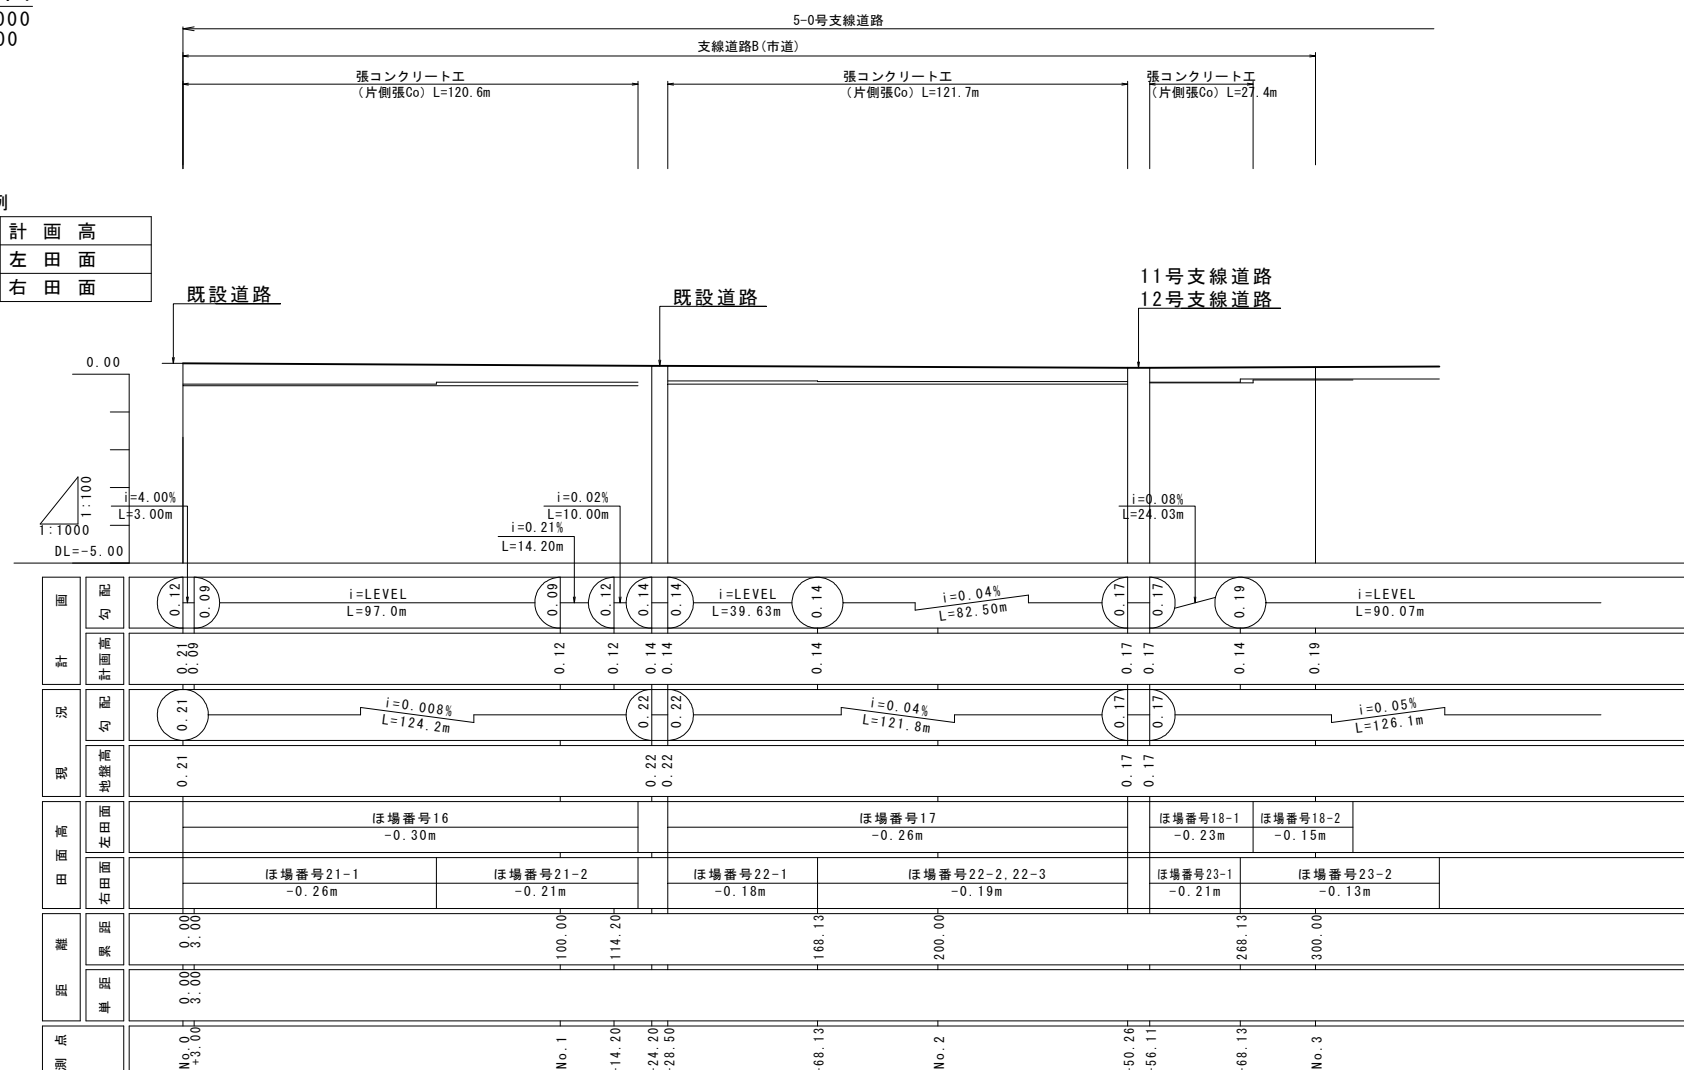 000
00
5-0号支線道路
支線道路B(市道)
張コンクリート工
(片側張Co) L=120.6m
張コンクリート工
(片側張Co) L=121.7m
張コンクリート工
(片側張Co) L=27.4m
例
計 画 高
左 田 面
右 田 面
既設道路
既設道路
11号支線道路
12号支線道路
0.00
1:100
1:1000
DL=-5.00
i=4.00%
L=3.00m
i=0.21%
L=14.20m
i=0.02%
L=10.00m
i=0.08%
L=24.03m
計 画
勾 配
0.12
0.09
i=LEVEL
L=97.0m
0.09
0.12
0.14
0.14
i=LEVEL
L=39.63m
0.14
i=0.04%
L=82.50m
0.17
0.17
0.19
i=LEVEL
L=90.07m
計画高
0.21
0.09
0.12
0.12
0.14
0.14
0.14
0.17
0.17
0.14
0.19
現 況
勾 配
0.21
i=0.008%
L=124.2m
0.22
0.22
i=0.04%
L=121.8m
0.17
0.17
i=0.05%
L=126.1m
地盤高
0.21
0.22
0.22
0.17
0.17
田 面 高
左田面
ほ場番号16
-0.30m
ほ場番号17
-0.26m
ほ場番号18-1
-0.23m
ほ場番号18-2
-0.15m
右田面
ほ場番号21-1
-0.26m
ほ場番号21-2
-0.21m
ほ場番号22-1
-0.18m
ほ場番号22-2,22-3
-0.19m
ほ場番号23-1
-0.21m
ほ場番号23-2
-0.13m
距 離
累 距
0.00
3.00
100.00
114.20
168.13
200.00
268.13
300.00
単 距
0.00
3.00
測 点
No.0
+3.00
No.1
+14.20
+24.20
+28.50
+68.13
No.2
+50.26
+56.11
+68.13
No.3